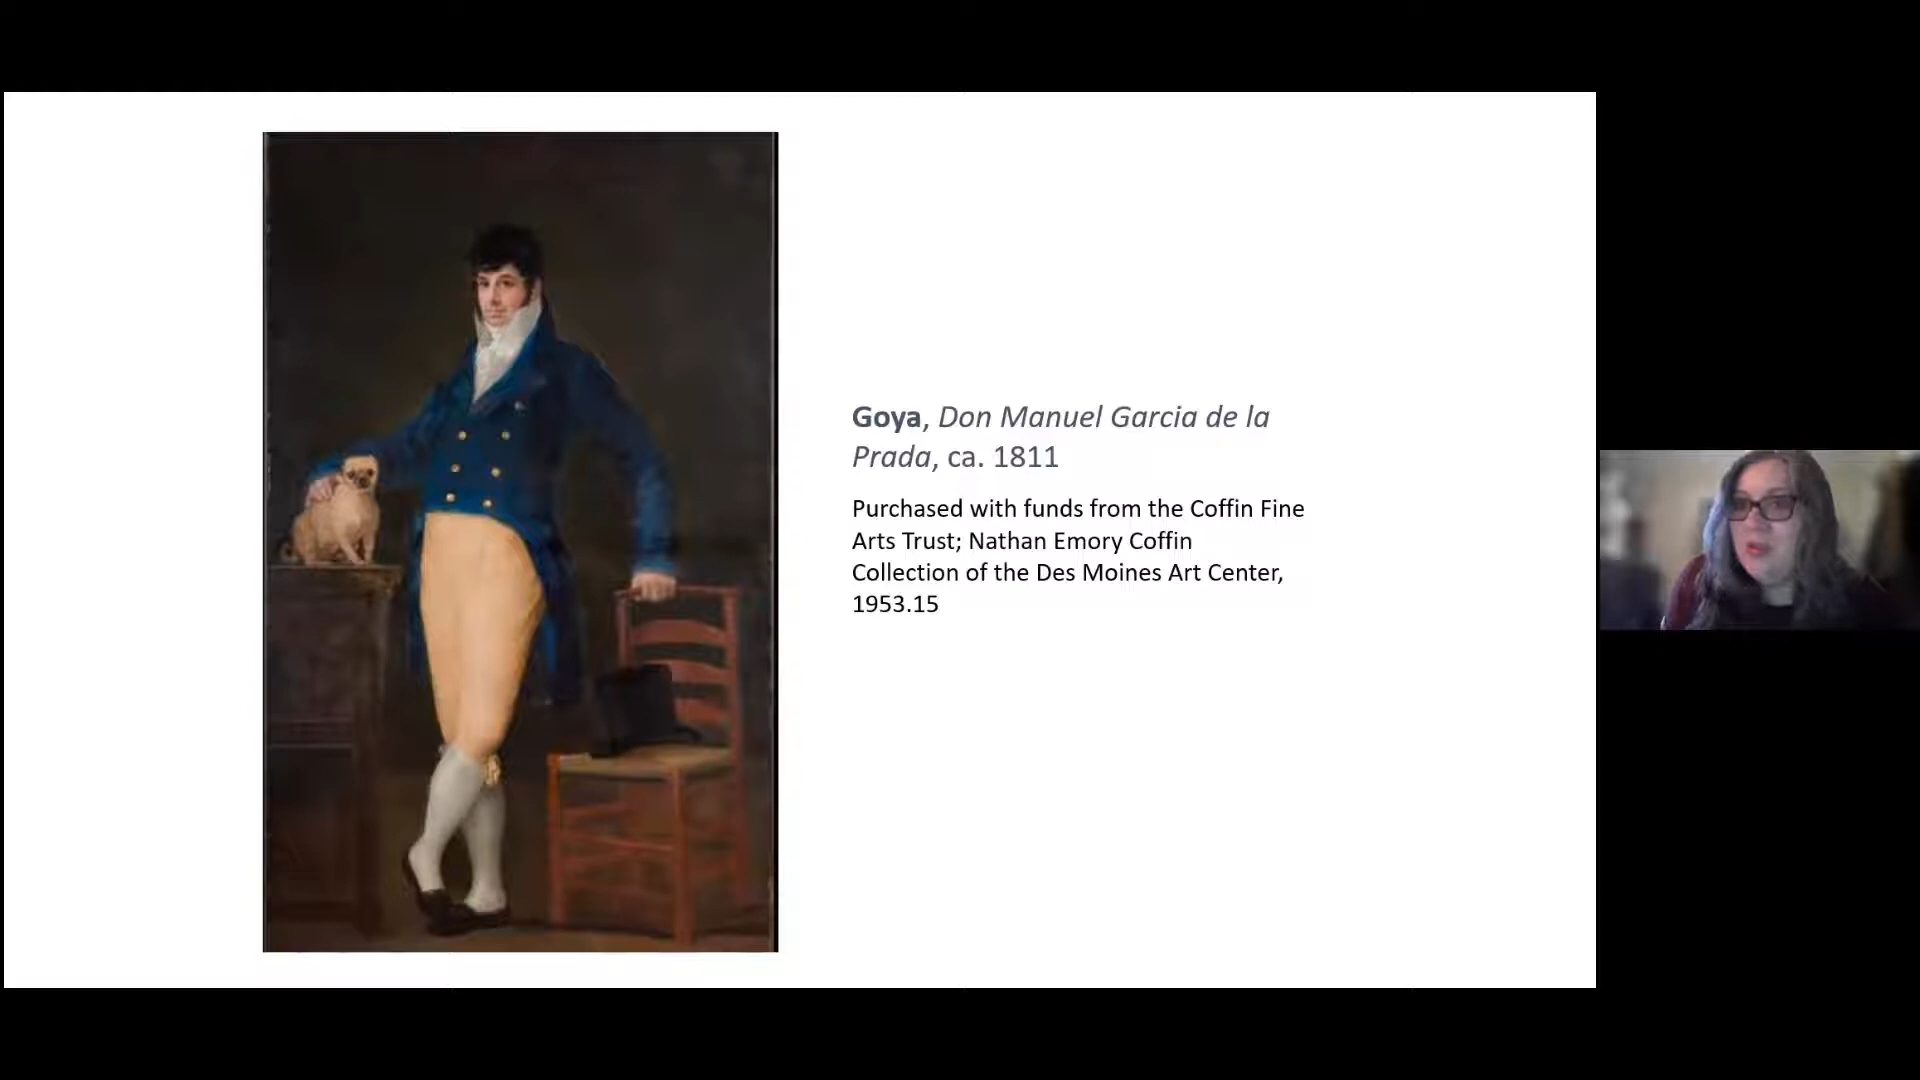 Goya, Don Manuel Garcia de la
Prada, ca. 1811
Purchased with funds from the Coffin Fine
Arts Trust; Nathan Emory Coffin
Collection of the Des Moines Art Center,
1953.15